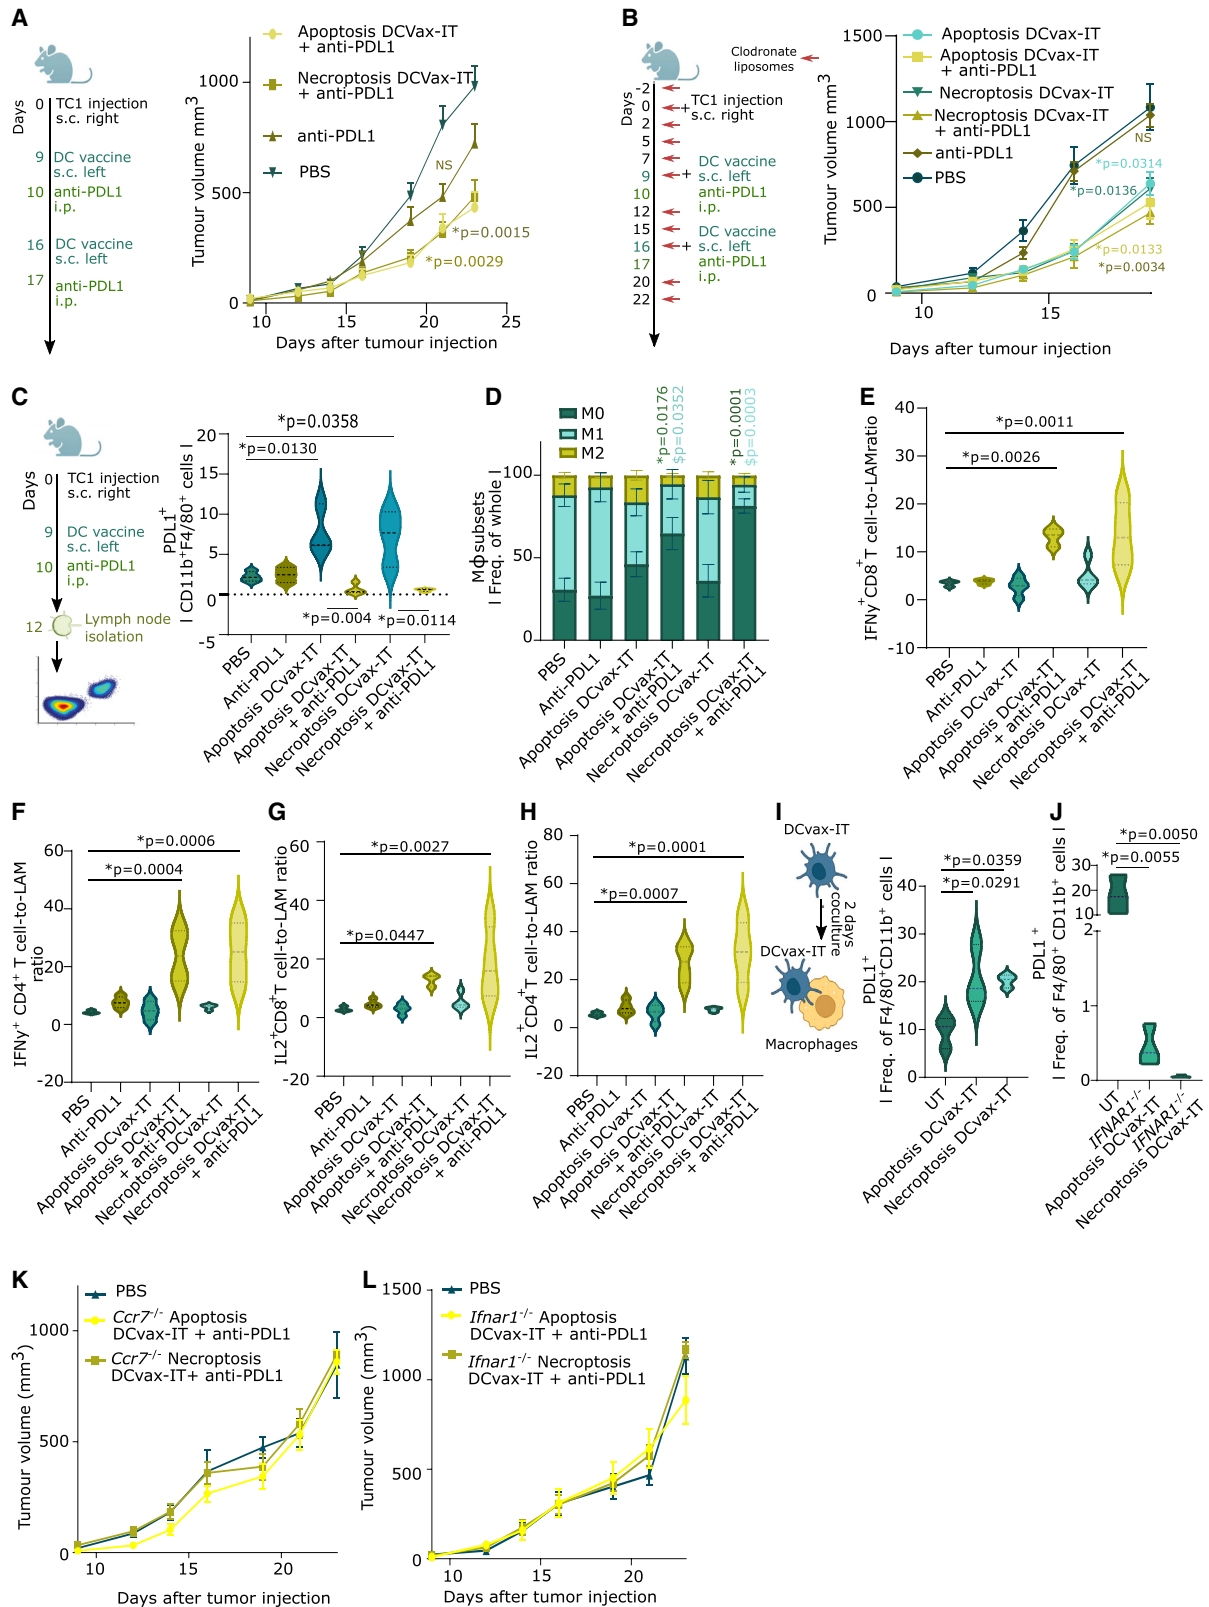 A
Days
0 TC1 injection
s.c. right
9 DC vaccine
s.c. left
10 anti-PDL1
i.p.
16 DC vaccine
s.c. left
17 anti-PDL1
i.p.
Tumour volume mm³
1000
500
0
10 15 20 25
Days after tumour injection
Apoptosis DCVax-IT
+ anti-PDL1
Necroptosis DCVax-IT
+ anti-PDL1
anti-PDL1
PBS
NS
*p=0.0015
*p=0.0029
B
Clodronate
liposomes
Days
-2
0 + TC1 injection
s.c. right
2
5
7
9 + DC vaccine
s.c. left
10 anti-PDL1
i.p.
12
15
16 + DC vaccine
s.c. left
17 anti-PDL1
i.p.
20
22
Tumour volume mm³
1500
1000
500
0
10 15
Days after tumour injection
Apoptosis DCVax-IT
Apoptosis DCVax-IT
+ anti-PDL1
Necroptosis DCVax-IT
Necroptosis DCVax-IT
+ anti-PDL1
anti-PDL1
PBS
NS
*p=0.0314
*p=0.0136
*p=0.0133
*p=0.0034
C
Days
0 TC1 injection
s.c. right
9 DC vaccine
s.c. left
10 anti-PDL1
i.p.
12 Lymph node
isolation
PDL1⁺
I CD11b⁺F4/80⁺ cells I
20
15
10
5
0
-5
*p=0.0358
*p=0.0130
*p=0.004
*p=0.0114
PBS
Anti-PDL1
Apoptosis DCvax-IT
Apoptosis DCvax-IT
+ anti-PDL1
Necroptosis DCvax-IT
Necroptosis DCvax-IT
+ anti-PDL1
D
M0
M1
M2
Mϕsubsets
I Freq. of whole I
100
50
0
*p=0.0176
$p=0.0352
*p=0.0001
$p=0.0003
PBS
Anti-PDL1
Apoptosis DCvax-IT
Apoptosis DCvax-IT
+ anti-PDL1
Necroptosis DCvax-IT
Necroptosis DCvax-IT
+ anti-PDL1
E
IFNγ⁺CD8⁺T cell-to-LAMratio
40
30
20
10
0
-10
*p=0.0011
*p=0.0026
PBS
Anti-PDL1
Apoptosis DCvax-IT
Apoptosis DCvax-IT
+ anti-PDL1
Necroptosis DCvax-IT
Necroptosis DCvax-IT
+ anti-PDL1
F
IFNγ⁺ CD4⁺ T cell-to-LAM
ratio
60
40
20
0
-20
*p=0.0006
*p=0.0004
PBS
Anti-PDL1
Apoptosis DCvax-IT
Apoptosis DCvax-IT
+ anti-PDL1
Necroptosis DCvax-IT
Necroptosis DCvax-IT
+ anti-PDL1
G
IL2⁺CD8⁺T cell-to-LAM ratio
60
40
20
0
-20
*p=0.0027
*p=0.0447
PBS
Anti-PDL1
Apoptosis DCvax-IT
Apoptosis DCvax-IT
+ anti-PDL1
Necroptosis DCvax-IT
Necroptosis DCvax-IT
+ anti-PDL1
H
IL2⁺CD4⁺T cell-to-LAM ratio
80
60
40
20
0
-20
*p=0.0001
*p=0.0007
PBS
Anti-PDL1
Apoptosis DCvax-IT
Apoptosis DCvax-IT
+ anti-PDL1
Necroptosis DCvax-IT
Necroptosis DCvax-IT
+ anti-PDL1
I
DCvax-IT
2 days
coculture
DCvax-IT
Macrophages
PDL1⁺
I Freq. of F4/80⁺CD11b⁺ cells I
40
30
20
10
0
*p=0.0359
*p=0.0291
UT
Apoptosis DCvax-IT
Necroptosis DCvax-IT
J
PDL1 ⁺
I Freq. of F4/80⁺ CD11b⁺ cells I
30
20
10
2
1
0
*p=0.0050
*p=0.0055
UT
IFNAR1⁻/⁻
Apoptosis DCvax-IT
IFNAR1⁻/⁻
Necroptosis DCvax-IT
K
Tumour volume (mm³)
1000
500
0
10 15 20
Days after tumor injection
PBS
Ccr7⁻/⁻ Apoptosis
DCvax-IT + anti-PDL1
Ccr7⁻/⁻ Necroptosis
DCvax-IT+ anti-PDL1
L
Tumour volume (mm³)
1500
1000
500
0
10 15 20
Days after tumor injection
PBS
Ifnar1⁻/⁻ Apoptosis
DCvax-IT + anti-PDL1
Ifnar1⁻/⁻ Necroptosis
DCvax-IT + anti-PDL1